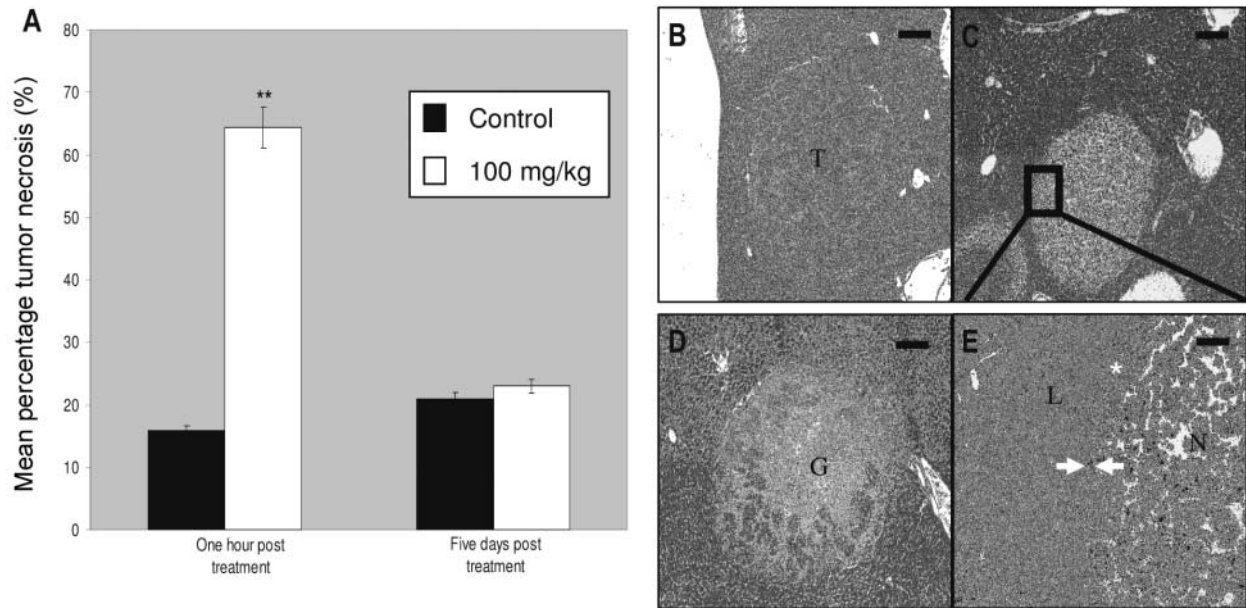 A
Mean percentage tumor necrosis (%)
80
70
60
50
40
30
20
10
0
**
Control
100 mg/kg
One hour post
treatment
Five days post
treatment
B
T
C
D
G
E
*
L
N